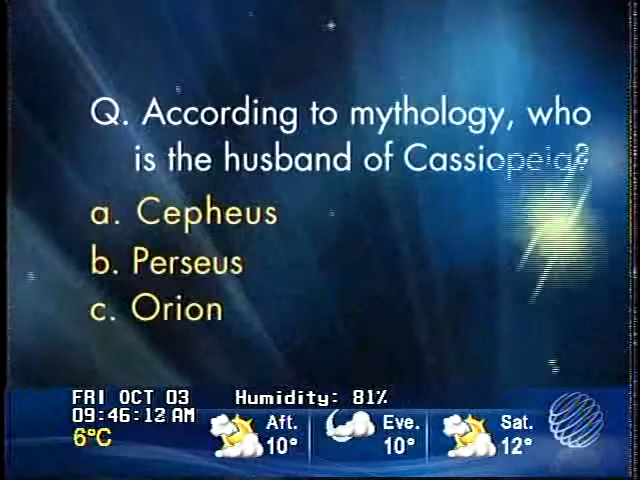 Q. According to mythology, who
is the husband of Cassiopeia?
a. Cepheus
b. Perseus
c. Orion
FRI OCT 03 Humidity: 81%
09:46:12 AM
6°C
Aft. 10°
Eve. 10°
Sat. 12°